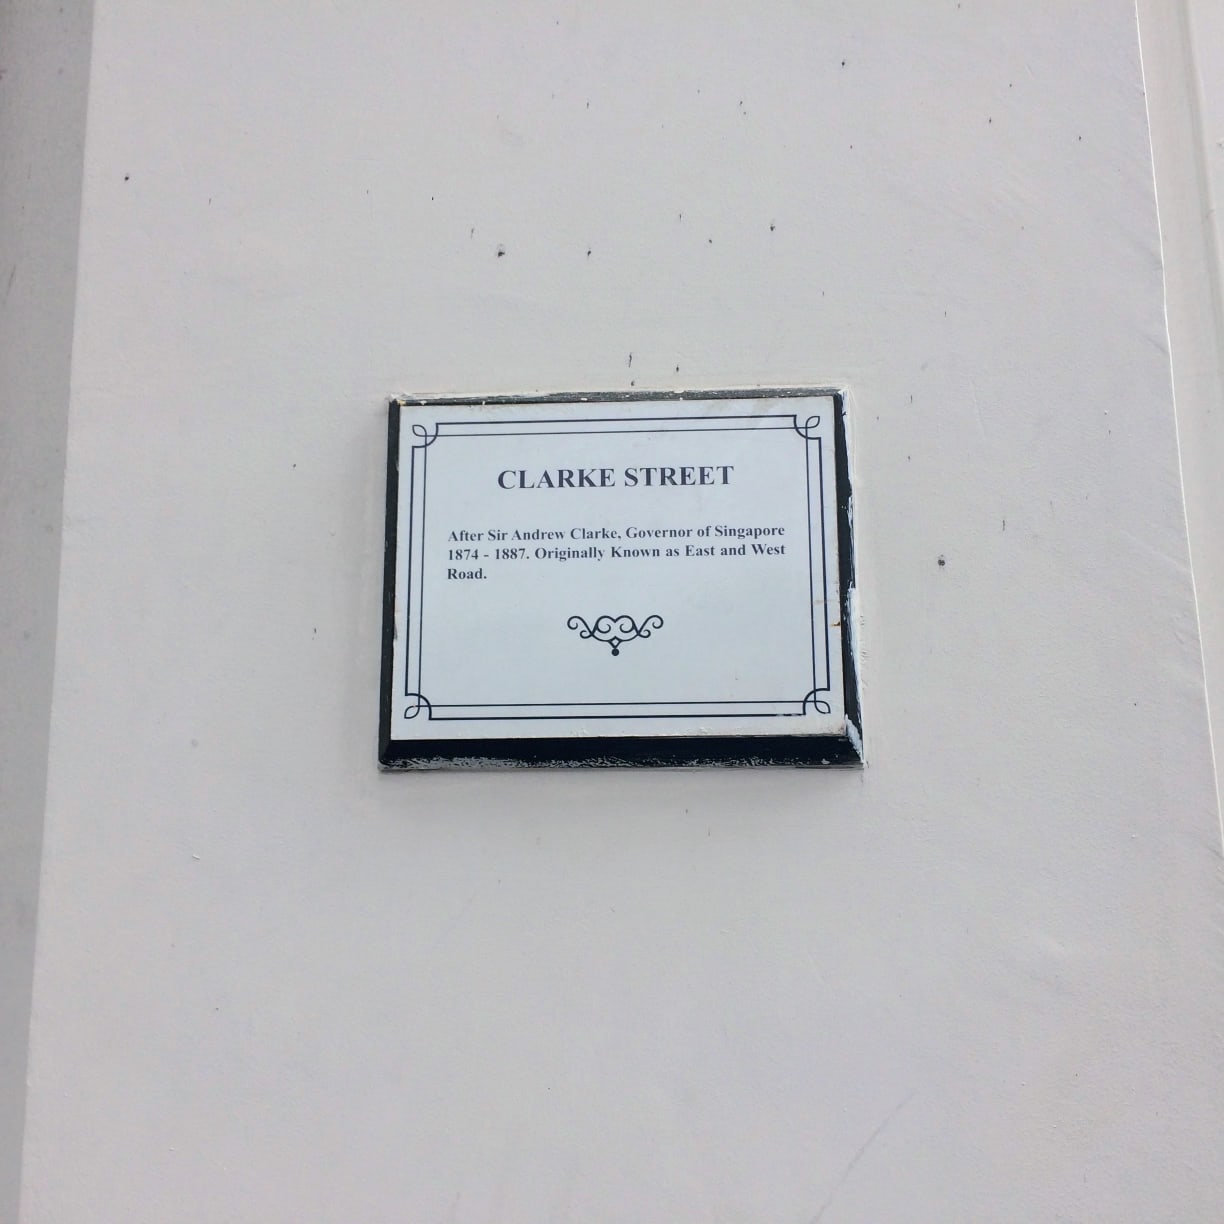 CLARKE STREET
After Sir Andrew Clarke, Governor of Singapore
1874 - 1887. Originally Known as East and West
Road.